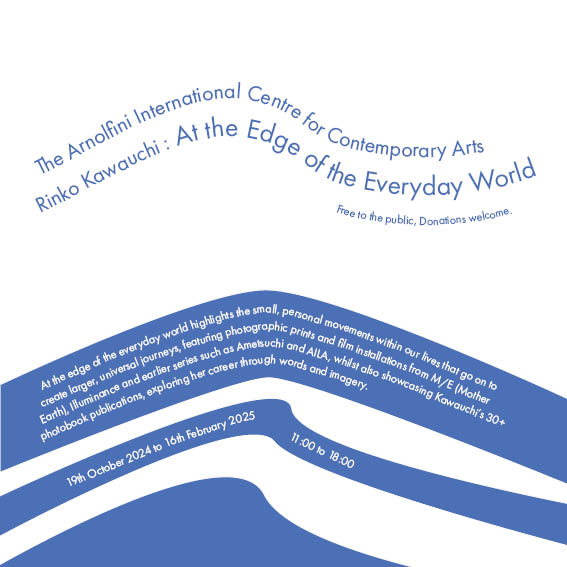 The Arnolfini International Centre for Contemporary Arts
Rinko Kawauchi : At the Edge of the Everyday World
Free to the public, Donations welcome.
At the edge of the everyday world highlights the small, personal movements within our lives that go on to
create larger, universal journeys, featuring photographic prints and film installations from M/E (Mother
Earth), Illuminance and earlier series such as Ametsuchi and AILA, whilst also showcasing Kawauchi's 30+
photobook publications, exploring her career through words and imagery.
19th October 2024 to 16th February 2025
11:00 to 18:00